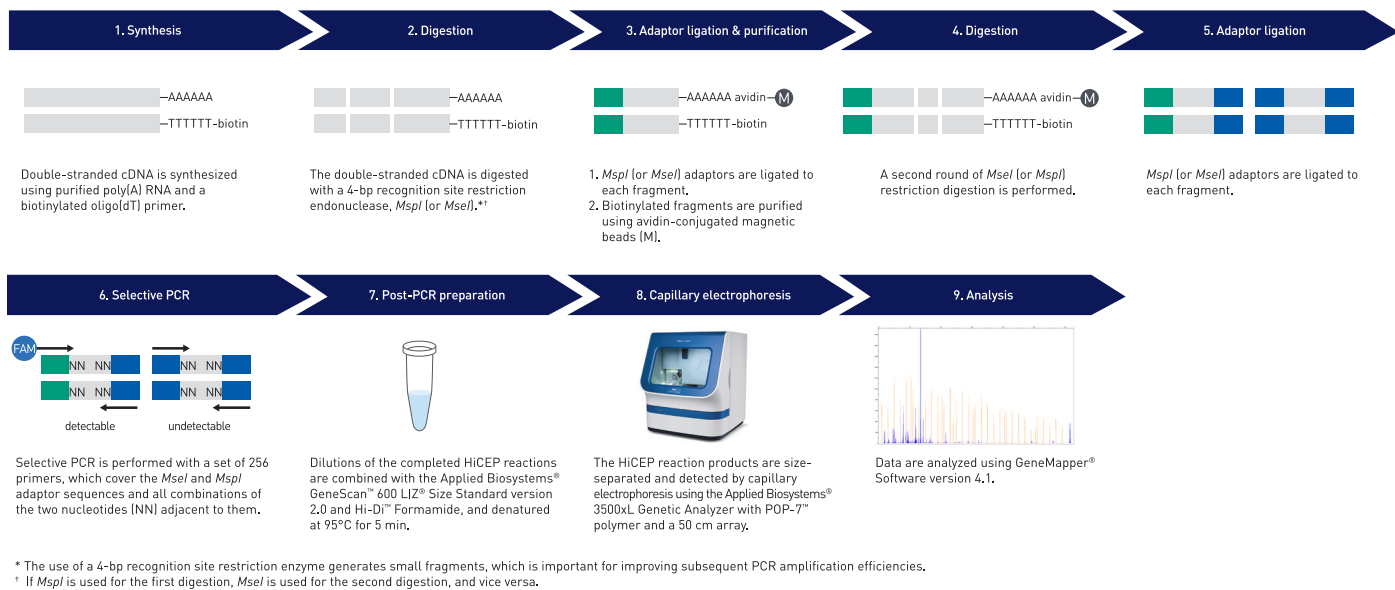 1. Synthesis
2. Digestion
3. Adaptor ligation & purification
4. Digestion
5. Adaptor ligation
AAAAAA
TTTTTT-biotin
AAAAAA
TTTTTT-biotin
AAAAAA avidin M
TTTTTT-biotin
AAAAAA avidin M
TTTTTT-biotin
Double-stranded cDNA is synthesized
using purified poly(A) RNA and a
biotinylated oligo(dT) primer.
The double-stranded cDNA is digested
with a 4-bp recognition site restriction
endonuclease, MspI (or MseI).*†
1. MspI (or MseI) adaptors are ligated to
each fragment.
2. Biotinylated fragments are purified
using avidin-conjugated magnetic
beads (M).
A second round of MseI (or MspI)
restriction digestion is performed.
MspI (or MseI) adaptors are ligated to
each fragment.
6. Selective PCR
7. Post-PCR preparation
8. Capillary electrophoresis
9. Analysis
FAM
NN NN NN NN
NN NN NN NN
detectable undetectable
Selective PCR is performed with a set of 256
primers, which cover the MseI and MspI
adaptor sequences and all combinations of
the two nucleotides (NN) adjacent to them.
Dilutions of the completed HiCEP reactions
are combined with the Applied Biosystems®
GeneScan™ 600 LIZ® Size Standard version
2.0 and Hi-Di™ Formamide, and denatured
at 95°C for 5 min.
The HiCEP reaction products are size-
separated and detected by capillary
electrophoresis using the Applied Biosystems®
3500xL Genetic Analyzer with POP-7™
polymer and a 50 cm array.
Data are analyzed using GeneMapper®
Software version 4.1.
* The use of a 4-bp recognition site restriction enzyme generates small fragments, which is important for improving subsequent PCR amplification efficiencies.
† If MspI is used for the first digestion, MseI is used for the second digestion, and vice versa.